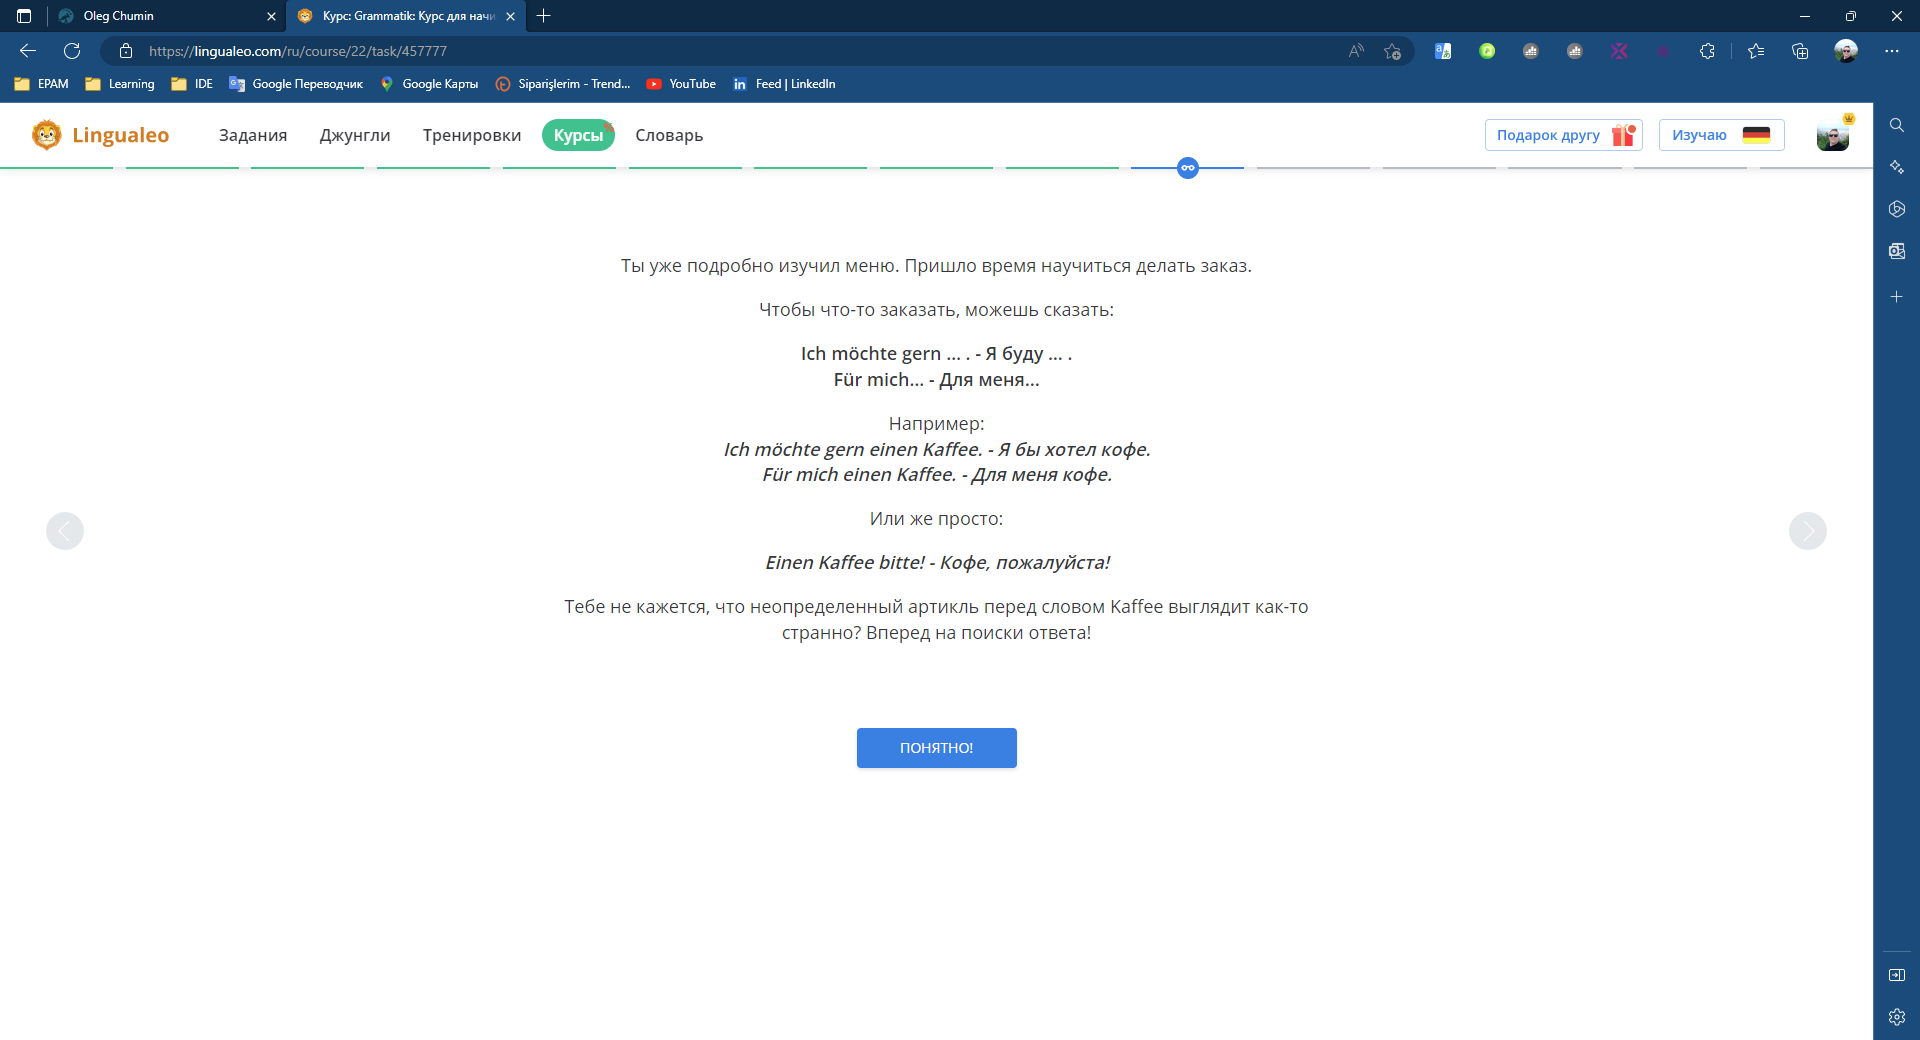 Oleg Chumin
Курс: Grammatik: Курс для начи
https://lingualeo.com/ru/course/22/task/457777
EPAM
Learning
IDE
Google Переводчик
Google Карты
Siparişlerim - Trend...
YouTube
Feed | LinkedIn
Lingualeo
Задания
Джунгли
Тренировки
Курсы
Словарь
Подарок другу
Изучаю
Ты уже подробно изучил меню. Пришло время научиться делать заказ.
Чтобы что-то заказать, можешь сказать:
Ich möchte gern ... . - Я буду ... .
Für mich... - Для меня...
Например:
Ich möchte gern einen Kaffee. - Я бы хотел кофе.
Für mich einen Kaffee. - Для меня кофе.
Или же просто:
Einen Kaffee bitte! - Кофе, пожалуйста!
Тебе не кажется, что неопределенный артикль перед словом Kaffee выглядит как-то
странно? Вперед на поиски ответа!
ПОНЯТНО!